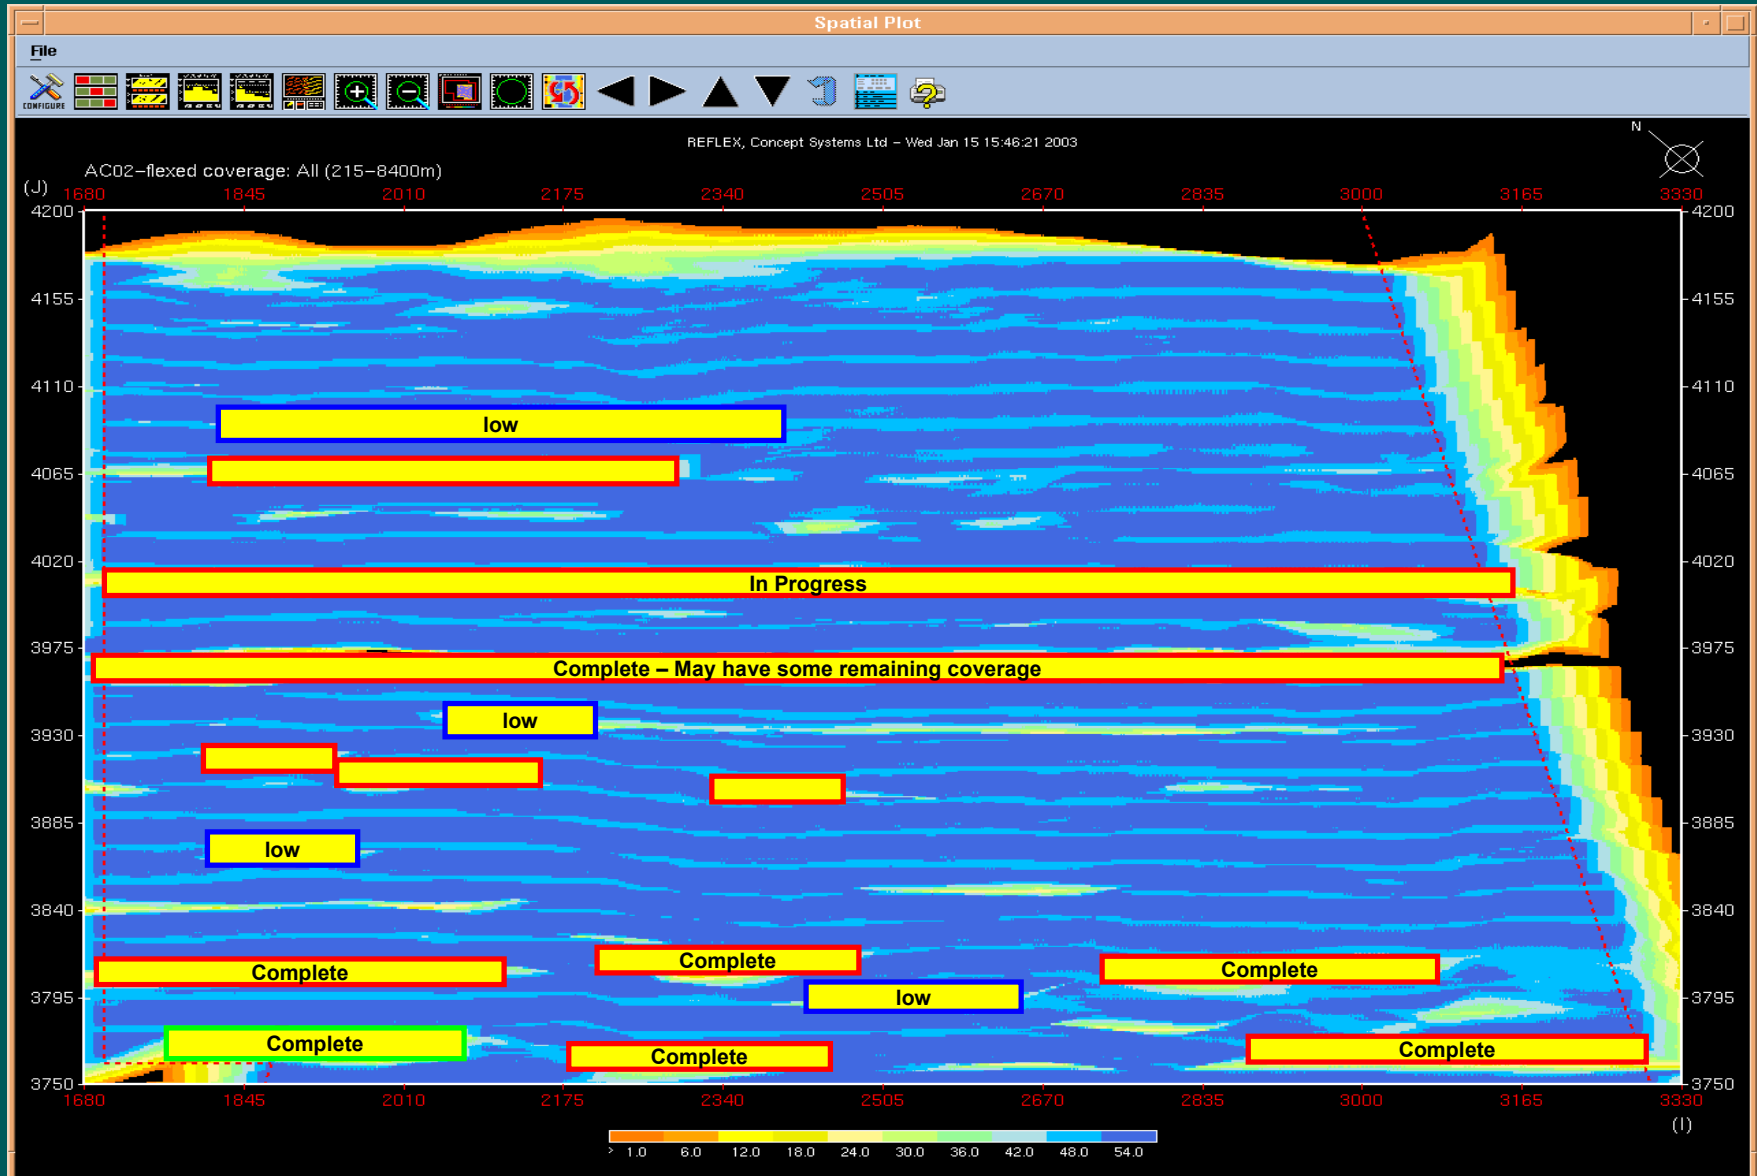 Spatial Plot
File
CONFIGURE
REFLEX, Concept Systems Ltd – Wed Jan 15 15:46:21 2003
N
AC02–flexed coverage: All (215–8400m)
(J)
1680 1845 2010 2175 2340 2505 2670 2835 3000 3165 3330
4200 4200
4155 4155
4110 4110
low
4065 4065
4020 4020
In Progress
3975 3975
Complete – May have some remaining coverage
low
3930 3930
3885 3885
low
3840 3840
Complete
Complete
Complete
3795 low 3795
Complete
Complete
Complete
3750 3750
1680 1845 2010 2175 2340 2505 2670 2835 3000 3165 3330
(I)
> 1.0 6.0 12.0 18.0 24.0 30.0 36.0 42.0 48.0 54.0